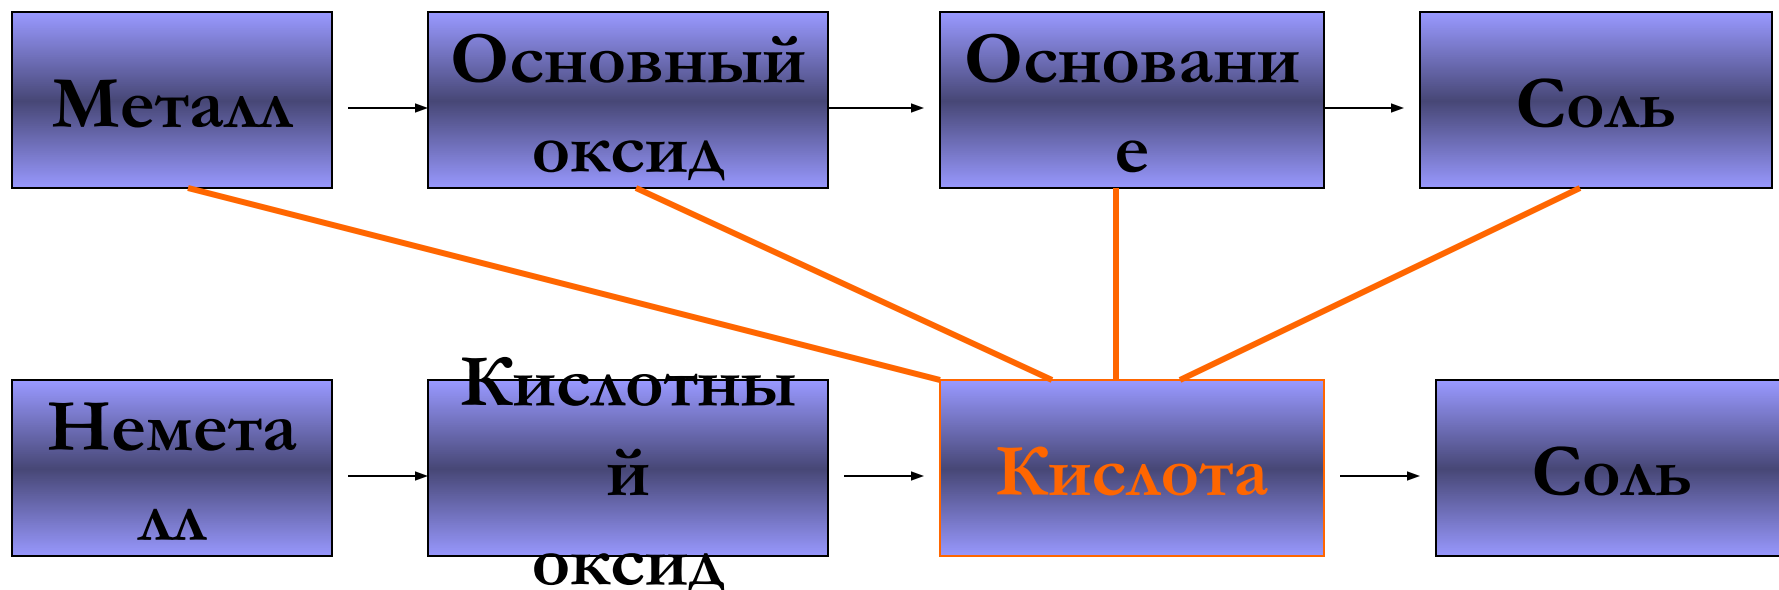 Металл
Основный
оксид
Основани
е
Соль
Немета
лл
Кислотны
й
оксид
Кислота
Соль